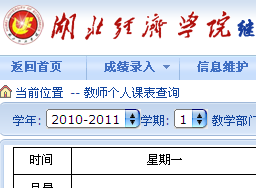 湖北经济学院 继
返回首页 成绩录入 信息维护
当前位置 -- 教师个人课表查询
学年: 2010-2011 学期: 1 教学部门
时间 星期一